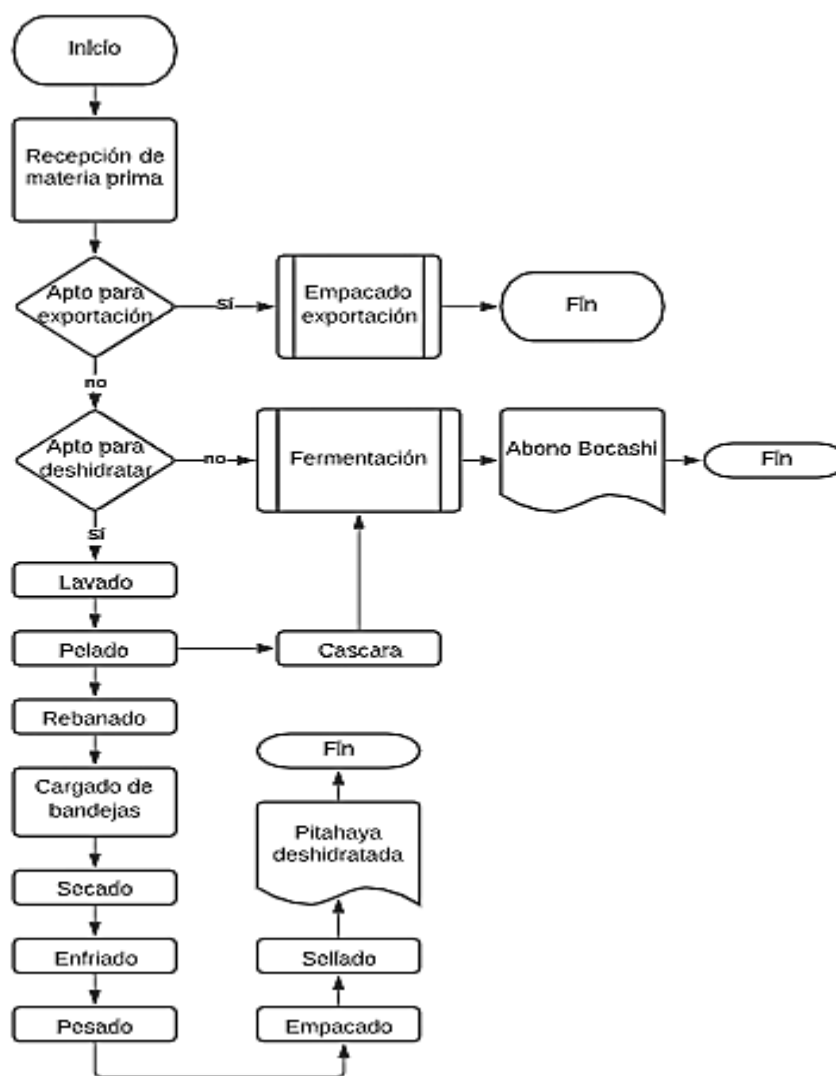 Inicio
Recepción de
materia prima
Apto para
exportación
Sí
Empacado
exportación
Fin
no
Apto para
deshidratar
no
Fermentación
Abono Bocashi
Fin
Sí
Lavado
Pelado
Cascara
Rebanado
Cargado de
bandejas
Secado
Enfriado
Pesado
Empacado
Sellado
Pitahaya
deshidratada
Fin